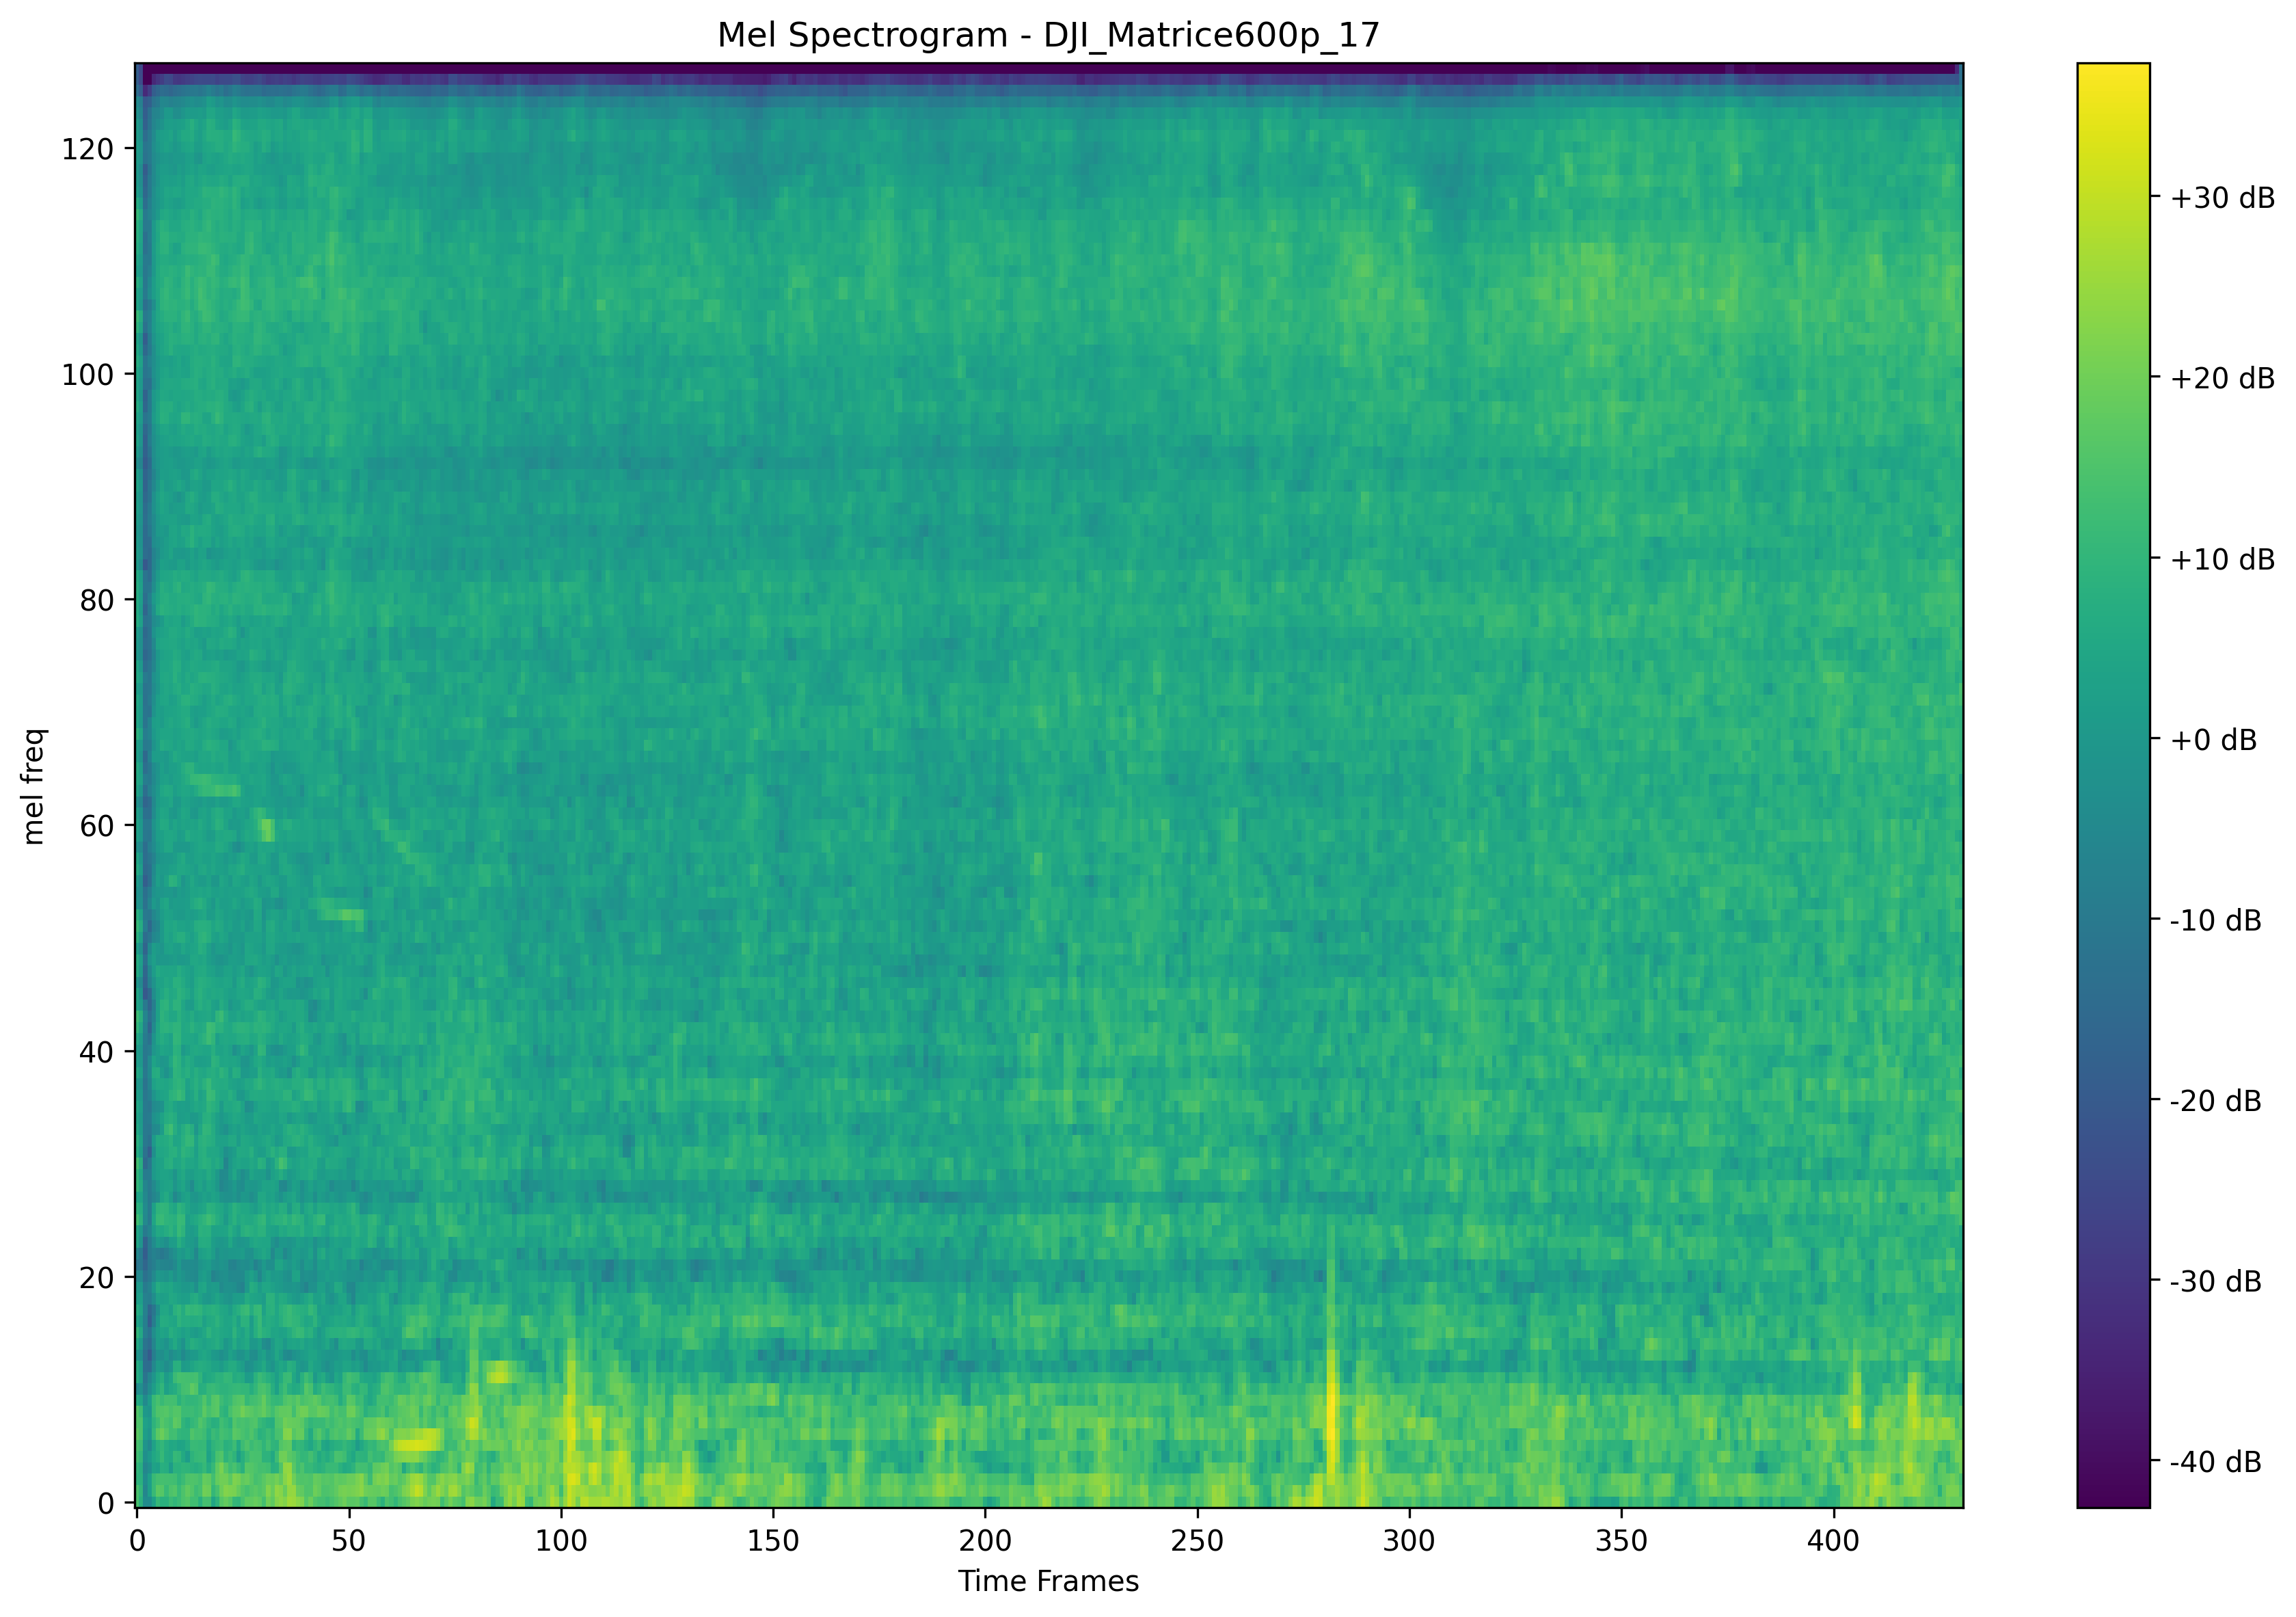 Mel Spectrogram - DJI_Matrice600p_17
mel freq
120
100
80
60
40
20
0
0 50 100 150 200 250 300 350 400
Time Frames
+30 dB
+20 dB
+10 dB
+0 dB
-10 dB
-20 dB
-30 dB
-40 dB